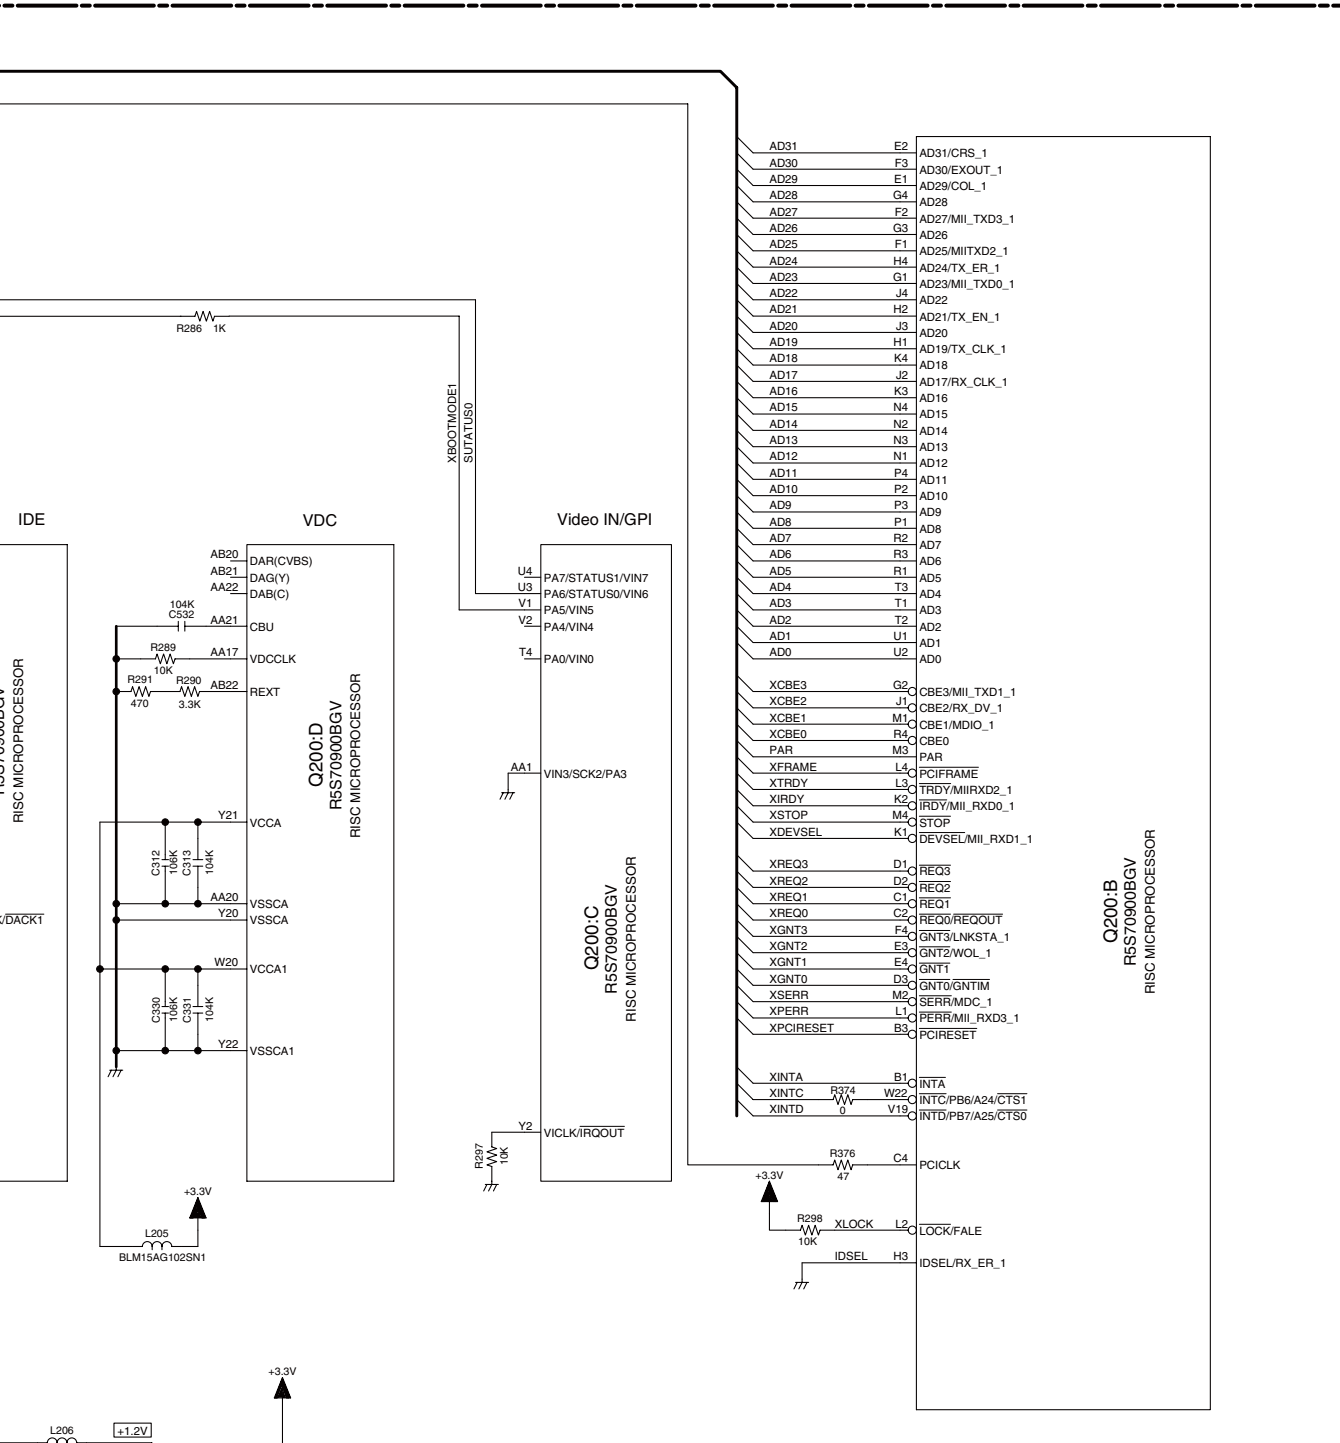 AD31 E2 AD31/CRS_1
AD30 F3 AD30/EXOUT_1
AD29 E1 AD29/COL_1
AD28 G4 AD28
AD27 F2 AD27/MII_TXD3_1
AD26 G3 AD26
AD25 F1 AD25/MIITXD2_1
AD24 H4 AD24/TX_ER_1
AD23 G1 AD23/MII_TXD0_1
AD22 J4 AD22
AD21 H2 AD21/TX_EN_1
AD20 J3 AD20
AD19 H1 AD19/TX_CLK_1
AD18 K4 AD18
AD17 J2 AD17/RX_CLK_1
AD16 K3 AD16
AD15 N4 AD15
AD14 N2 AD14
AD13 N3 AD13
AD12 N1 AD12
AD11 P4 AD11
AD10 P2 AD10
AD9 P3 AD9
AD8 P1 AD8
AD7 R2 AD7
AD6 R3 AD6
AD5 R1 AD5
AD4 T3 AD4
AD3 T1 AD3
AD2 T2 AD2
AD1 U1 AD1
AD0 U2 AD0
XCBE3 G2 CBE3/MII_TXD1_1
XCBE2 J1 CBE2/RX_DV_1
XCBE1 M1 CBE1/MDIO_1
XCBE0 R4 CBE0
PAR M3 PAR
XFRAME L4 PCIFRAME
XTRDY L3 TRDY/MIIRXD2_1
XIRDY K2 IRDY/MII_RXD0_1
XSTOP M4 STOP
XDEVSEL K1 DEVSEL/MII_RXD1_1
XREQ3 D1 REQ3
XREQ2 D2 REQ2
XREQ1 C1 REQ1
XREQ0 C2 REQ0/REQOUT
XGNT3 F4 GNT3/LNKSTA_1
XGNT2 E3 GNT2/WOL_1
XGNT1 E4 GNT1
XGNT0 D3 GNT0/GNTIM
XSERR M2 SERR/MDC_1
XPERR L1 PERR/MII_RXD3_1
XPCIRESET B3 PCIRESET
XINTA B1 INTA
XINTC R374 0 W22 INTC/PB6/A24/CTS1
XINTD V19 INTD/PB7/A25/CTS0
R376 47 C4 PCICLK
+3.3V
R298 10K XLOCK L2 LOCK/FALE
IDSEL H3 IDSEL/RX_ER_1
Q200:B
R5S70900BGV
RISC MICROPROCESSOR
R286 1K
XBOOTMODE1
SUTATUS0
IDE
RISC MICROPROCESSOR
/DACK1
VDC
AB20 DAR(CVBS)
AB21 DAG(Y)
AA22 DAB(C)
104K
C532 AA21 CBU
R289 10K AA17 VDCCLK
R291 470 R290 3.3K AB22 REXT
Q200:D
R5S70900BGV
RISC MICROPROCESSOR
Y21 VCCA
C312 106K C313 104K
AA20 VSSCA
Y20 VSSCA
W20 VCCA1
C330 106K C331 104K
Y22 VSSCA1
+3.3V
L205
BLM15AG102SN1
Video IN/GPI
U4 PA7/STATUS1/VIN7
U3 PA6/STATUS0/VIN6
V1 PA5/VIN5
V2 PA4/VIN4
T4 PA0/VIN0
AA1 VIN3/SCK2/PA3
Q200:C
R5S70900BGV
RISC MICROPROCESSOR
Y2 VICLK/IRQOUT
R297 10K
+3.3V
L206 +1.2V